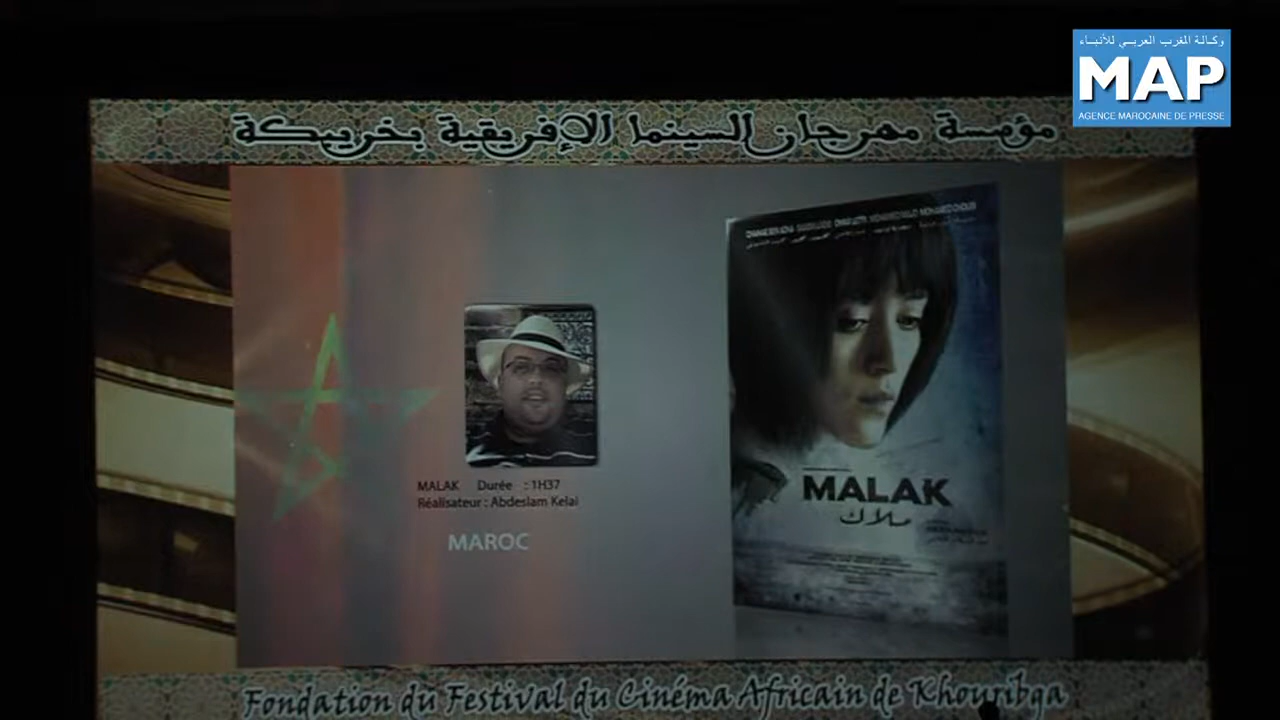 وكالة المغرب العربي للأنباء
MAP
AGENCE MAROCAINE DE PRESSE
مؤسسة مهرجان السينما الإفريقية بخريبكة
MALAK Durée : 1H37
Réalisateur : Abdeslam Kelai
MAROC
MALAK
ملاك
Fondation du Festival du Cinéma Africain de Khouribga